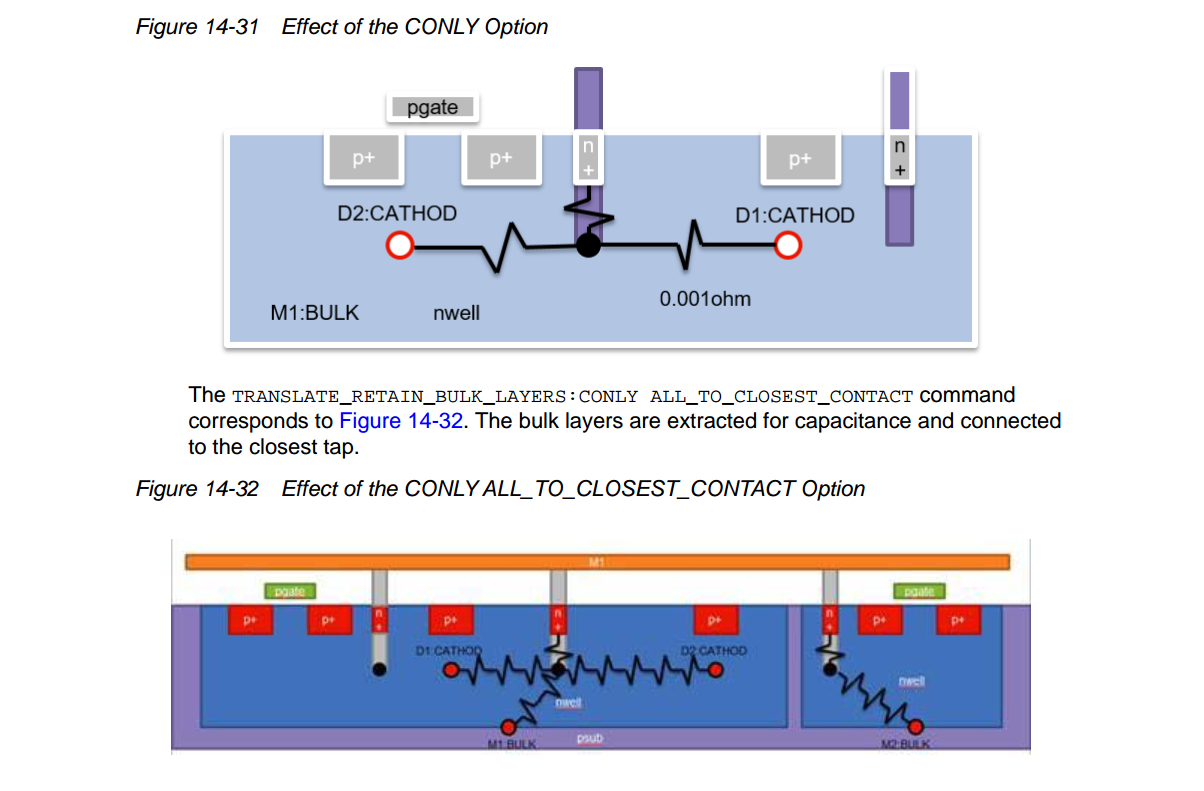 Figure 14-31 Effect of the CONLY Option
pgate
p+ p+ n + p+ n +
D2:CATHOD D1:CATHOD
0.001ohm
M1:BULK nwell
The TRANSLATE_RETAIN_BULK_LAYERS:CONLY ALL_TO_CLOSEST_CONTACT command
corresponds to Figure 14-32. The bulk layers are extracted for capacitance and connected
to the closest tap.
Figure 14-32 Effect of the CONLY ALL_TO_CLOSEST_CONTACT Option
M1
pgate pgate
p+ p+ n + p+ n + p+ n + p+ p+
D1:CATHOD D2:CATHOD
nwell
nwell
M1:BULK psub M2:BULK